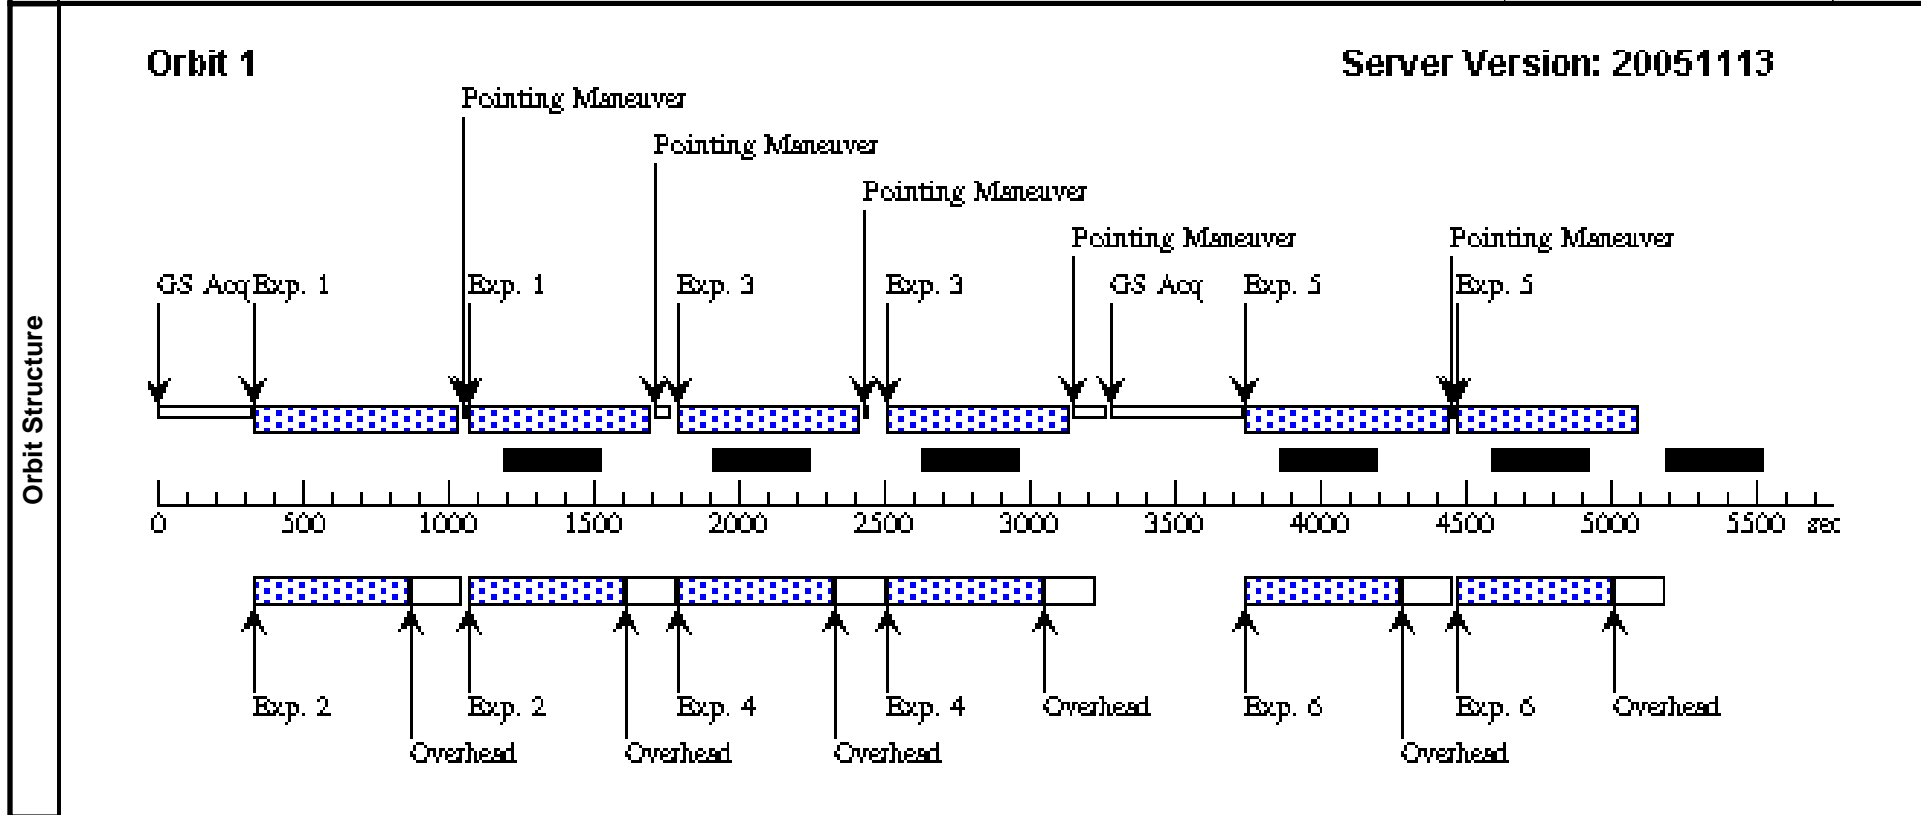 Orbit 1 Server Version: 20051113
Pointing Maneuver
Pointing Maneuver
Pointing Maneuver
Pointing Maneuver Pointing Maneuver
GS Acq Exp. 1 Exp. 1 Exp. 3 Exp. 3 GS Acq Exp. 5 Exp. 5
Orbit Structure
0 500 1000 1500 2000 2500 3000 3500 4000 4500 5000 5500 sec
Exp. 2 Exp. 2 Exp. 4 Exp. 4 Overhead Exp. 6 Exp. 6 Overhead
Overhead Overhead Overhead Overhead